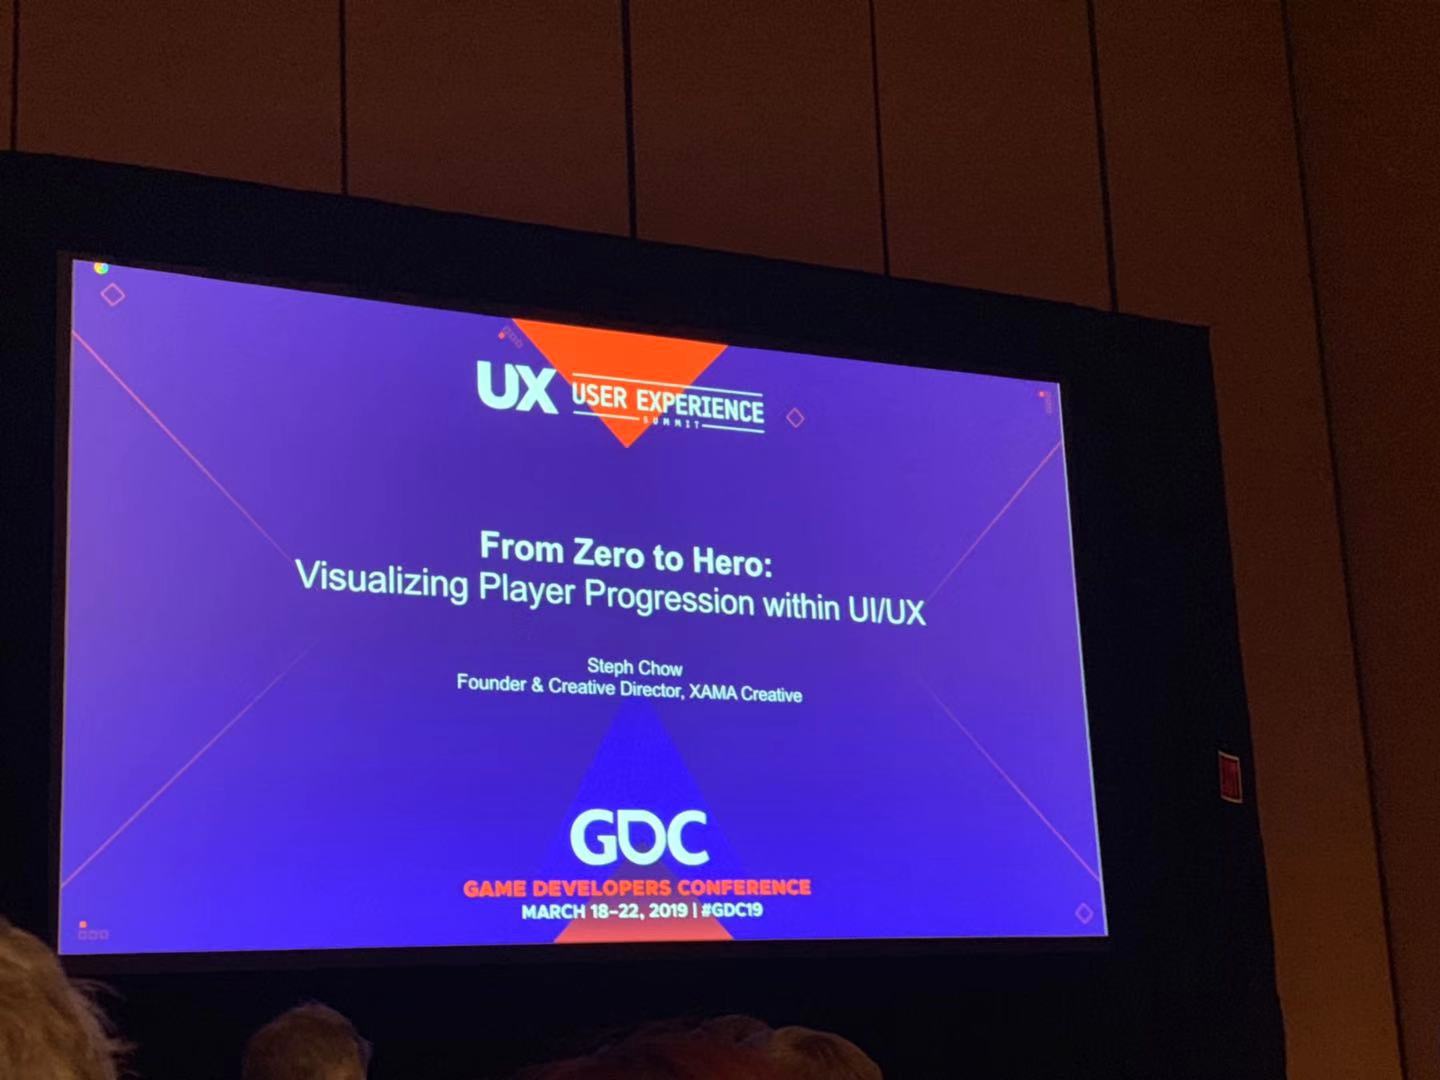 UX USER EXPERIENCE
SUMMIT
From Zero to Hero:
Visualizing Player Progression within UI/UX
Steph Chow
Founder & Creative Director, XAMA Creative
GDC
GAME DEVELOPERS CONFERENCE
MARCH 18–22, 2019 | #GDC19